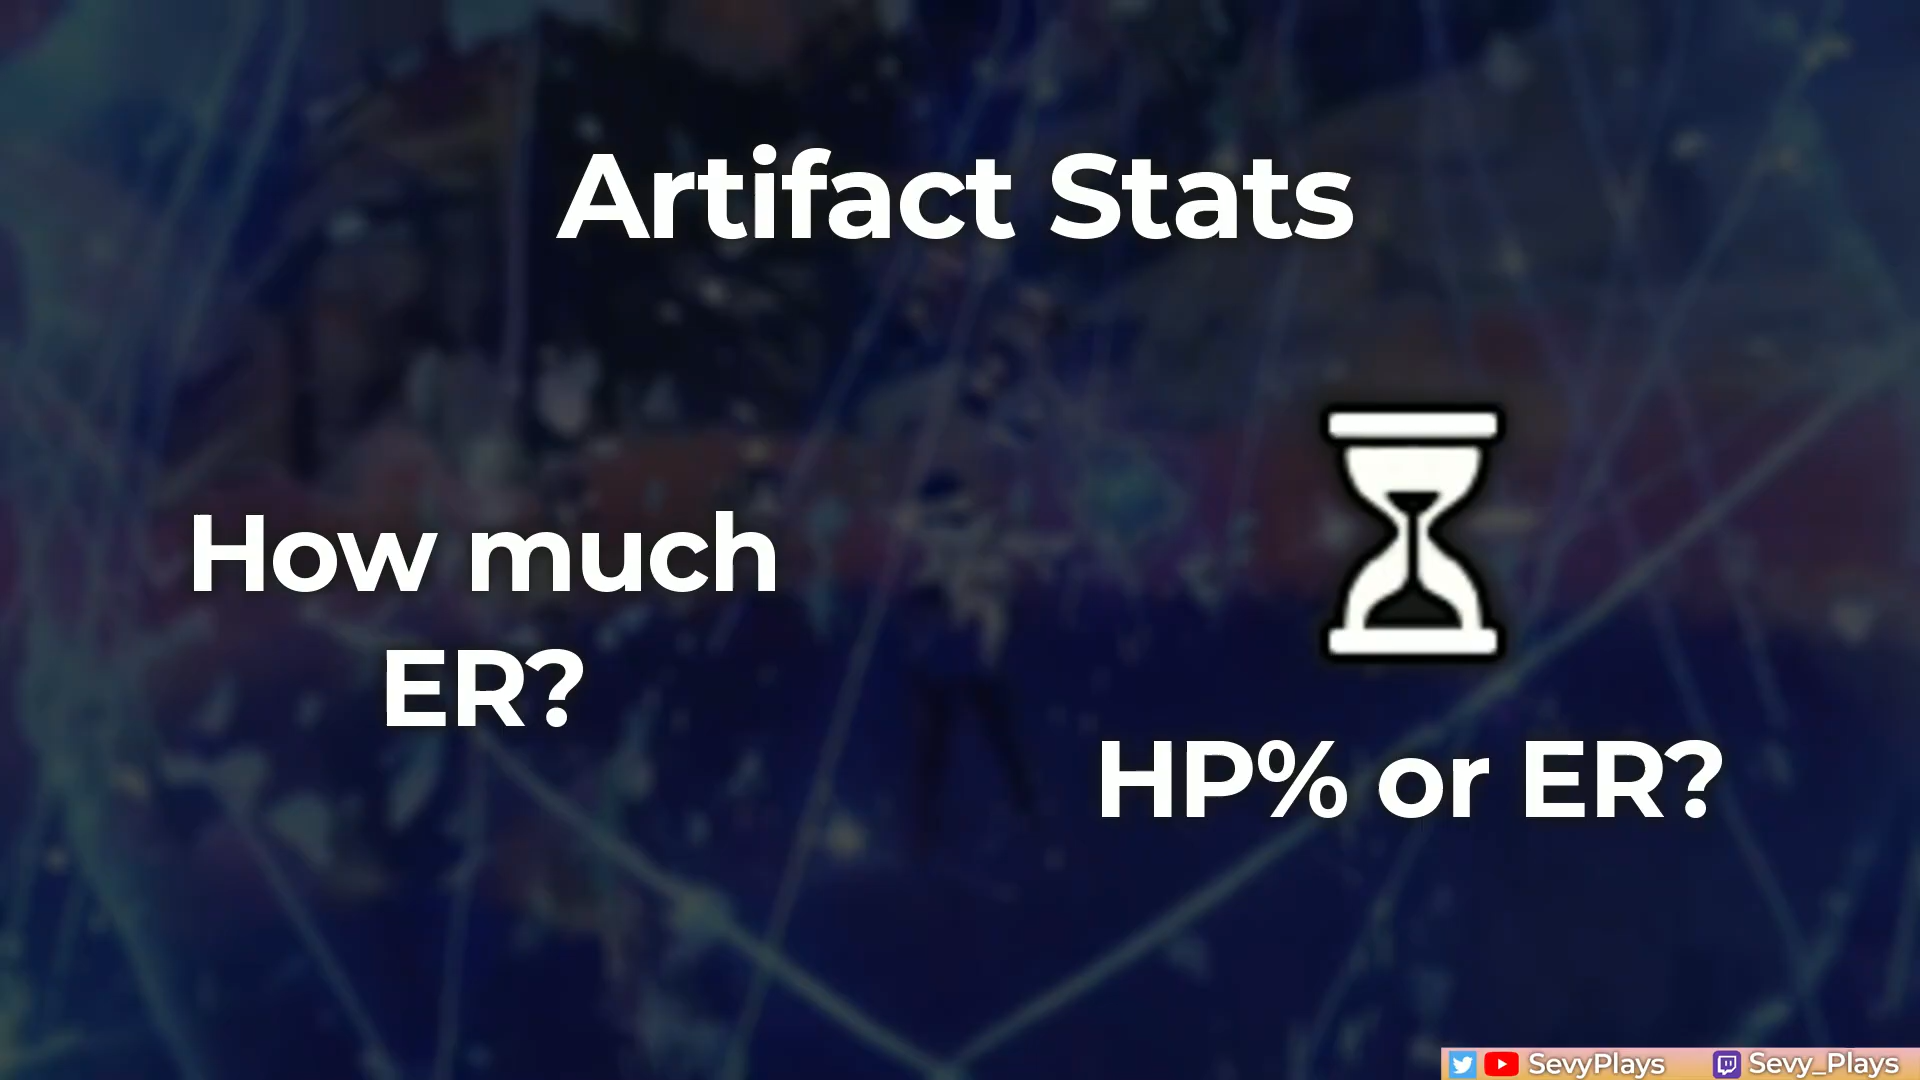 Artifact Stats
How much
ER?
HP% or ER?
SevyPlays Sevy_Plays